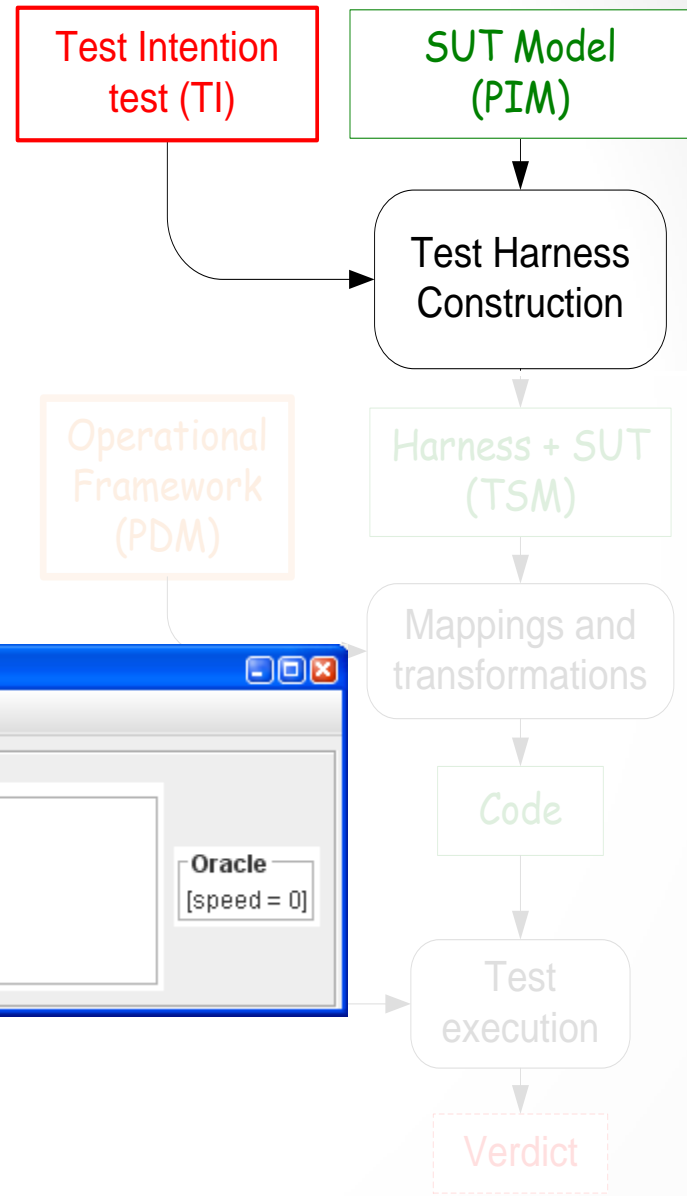 Test Intention
test (TI)
SUT Model
(PIM)
Test Harness
Construction
Operational
Framework
(PDM)
Harness + SUT
(TSM)
Mappings and
transformations
Code
Oracle
[speed = 0]
Test
execution
Verdict